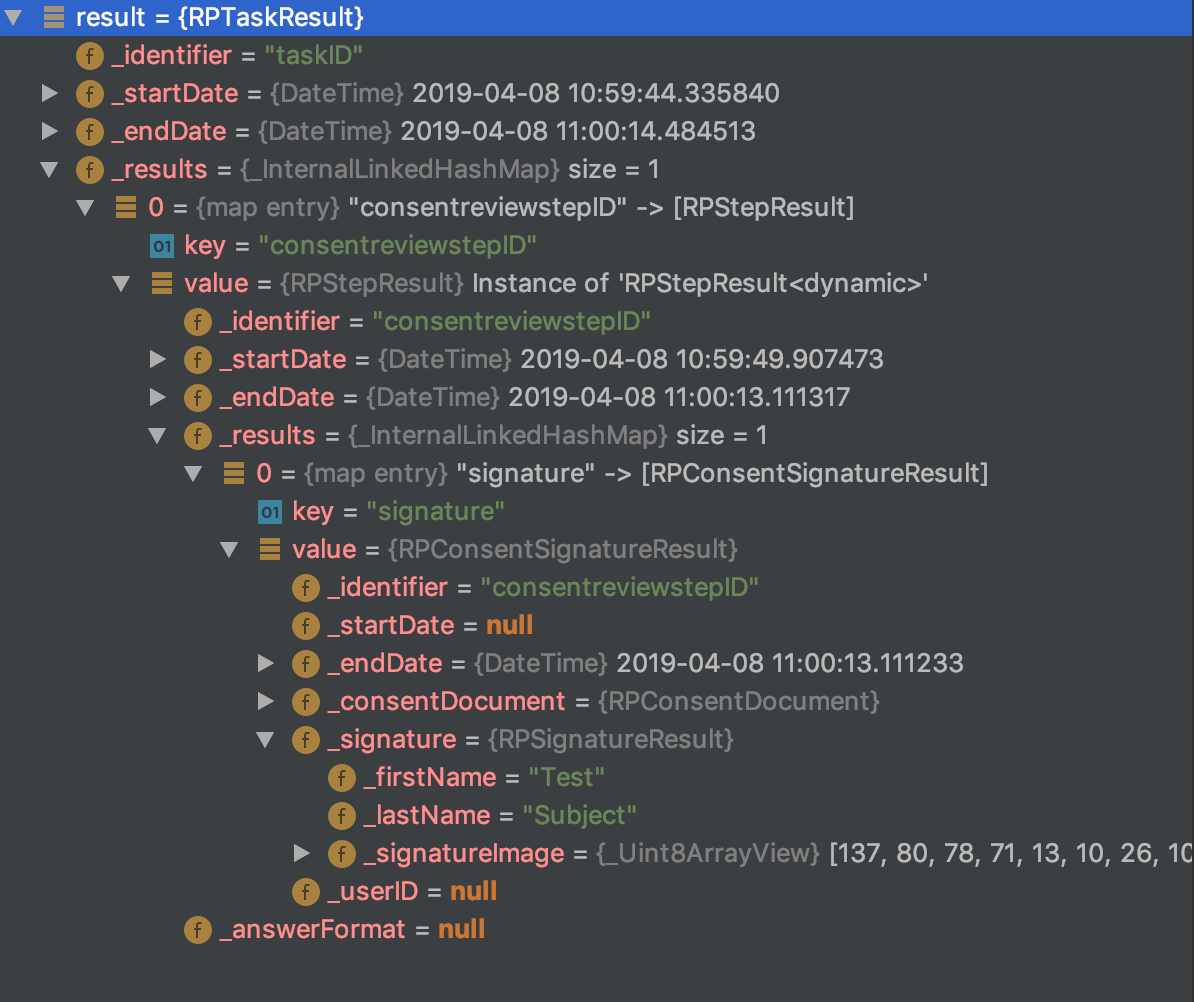 result = {RPTaskResult}
f _identifier = "taskID"
f _startDate = {DateTime} 2019-04-08 10:59:44.335840
f _endDate = {DateTime} 2019-04-08 11:00:14.484513
f _results = {_InternalLinkedHashMap} size = 1
0 = {map entry} "consentreviewstepID" -> [RPStepResult]
01 key = "consentreviewstepID"
value = {RPStepResult} Instance of 'RPStepResult<dynamic>'
f _identifier = "consentreviewstepID"
f _startDate = {DateTime} 2019-04-08 10:59:49.907473
f _endDate = {DateTime} 2019-04-08 11:00:13.111317
f _results = {_InternalLinkedHashMap} size = 1
0 = {map entry} "signature" -> [RPConsentSignatureResult]
01 key = "signature"
value = {RPConsentSignatureResult}
f _identifier = "consentreviewstepID"
f _startDate = null
f _endDate = {DateTime} 2019-04-08 11:00:13.111233
f _consentDocument = {RPConsentDocument}
f _signature = {RPSignatureResult}
f _firstName = "Test"
f _lastName = "Subject"
f _signatureImage = {_Uint8ArrayView} [137, 80, 78, 71, 13, 10, 26, 10
f _userID = null
f _answerFormat = null